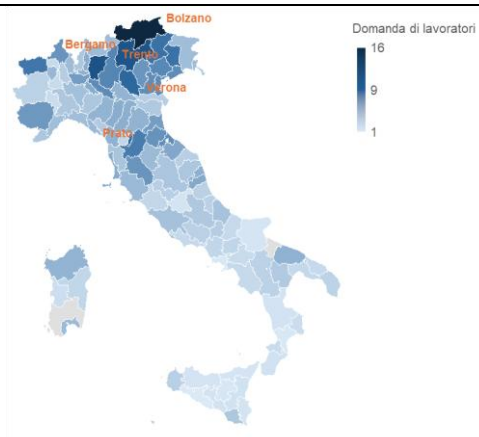 Bolzano
Domanda di lavoratori
16
Bergamo
Trento
Verona
9
1
Prato